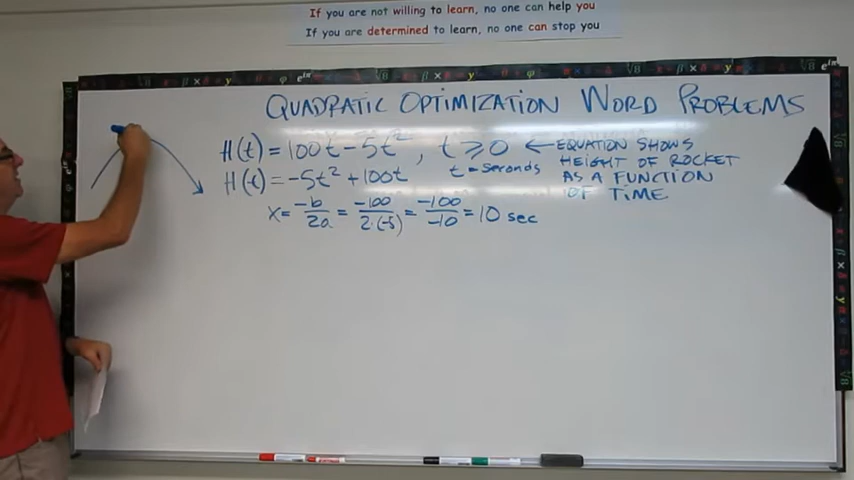 If you are not willing to learn, no one can help you
If you are determined to learn, no one can stop you
QUADRATIC OPTIMIZATION WORD PROBLEMS
H(t) = 100t - 5t², t ≥ 0 ← EQUATION SHOWS
t = seconds HEIGHT OF ROCKET
H(t) = -5t² + 100t AS A FUNCTION
OF TIME
x = -b/2a = -100/2·(-5) = -100/-10 = 10 sec